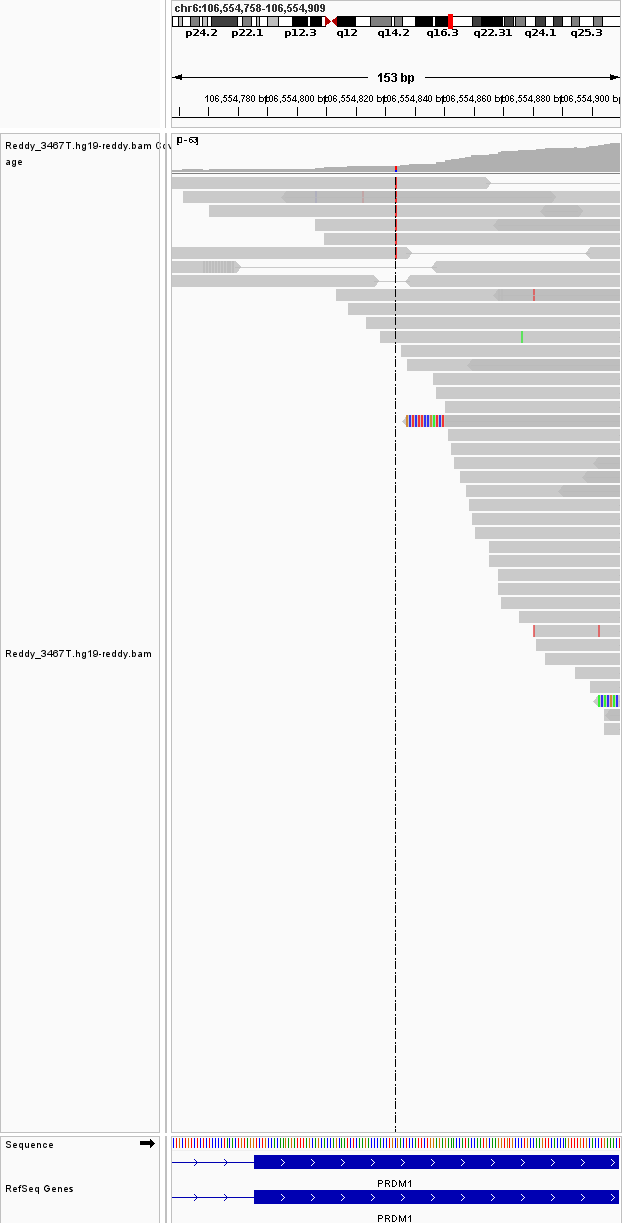 chr6:106,554,758-106,554,909
p24.2 p22.1 p12.3 q12 q14.2 q16.3 q22.31 q24.1 q25.3
153 bp
106,554,780 bp 106,554,800 bp 106,554,820 bp 106,554,840 bp 106,554,860 bp 106,554,880 bp 106,554,900 bp
[0 - 63]
Reddy_3467T.hg19-reddy.bam Cov
age
Reddy_3467T.hg19-reddy.bam
Sequence
PRDM1
RefSeq Genes
PRDM1